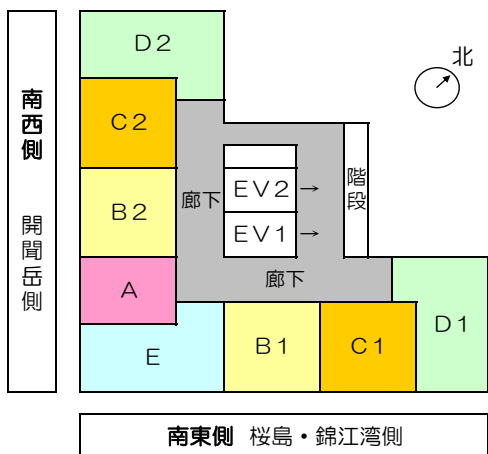 D2
北
南西側 開聞岳側
C2
EV2 →
階段
廊下
B2
EV1 →
A
廊下
D1
E
B1
C1
南東側 桜島・錦江湾側